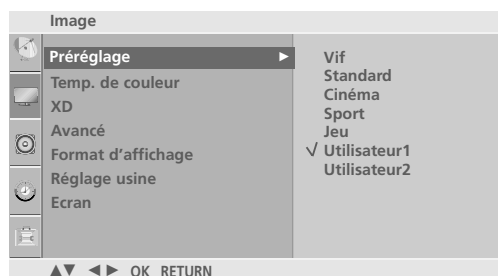 Image
Préréglage ►
Temp. de couleur
XD
Avancé
Format d’affichage
Réglage usine
Ecran
Vif
Standard
Cinéma
Sport
Jeu
√ Utilisateur1
Utilisateur2
▲▼ ◄► OK RETURN